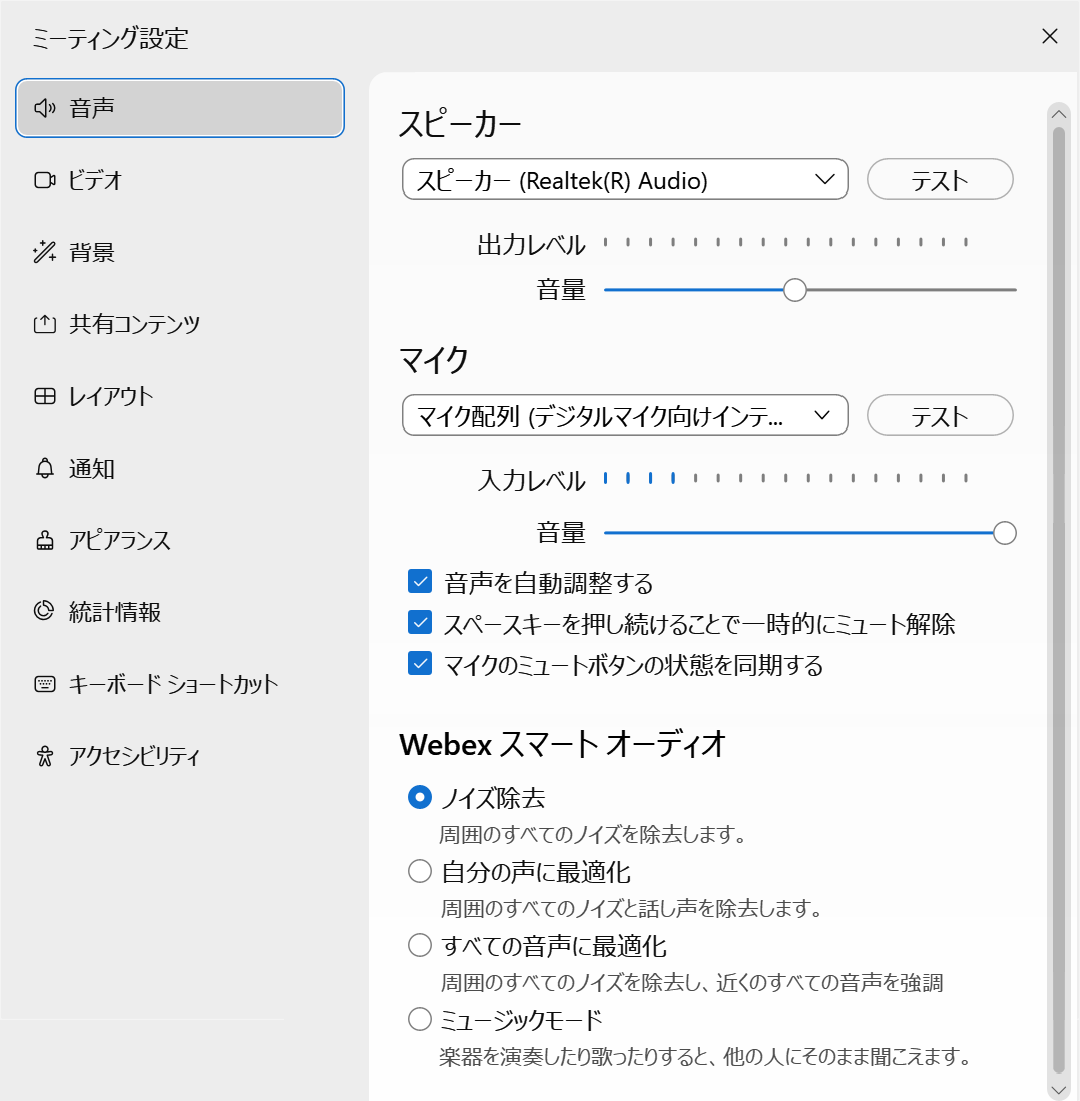 ミーティング設定
音声
ビデオ
背景
共有コンテンツ
レイアウト
通知
アピアランス
統計情報
キーボード ショートカット
アクセシビリティ
スピーカー
スピーカー (Realtek(R) Audio)
テスト
出力レベル
音量
マイク
マイク配列 (デジタルマイク向けインテ...
テスト
入力レベル
音量
音声を自動調整する
スペースキーを押し続けることで一時的にミュート解除
マイクのミュートボタンの状態を同期する
Webex スマート オーディオ
ノイズ除去
周囲のすべてのノイズを除去します。
自分の声に最適化
周囲のすべてのノイズと話し声を除去します。
すべての音声に最適化
周囲のすべてのノイズを除去し、近くのすべての音声を強調
ミュージックモード
楽器を演奏したり歌ったりすると、他の人にそのまま聞こえます。